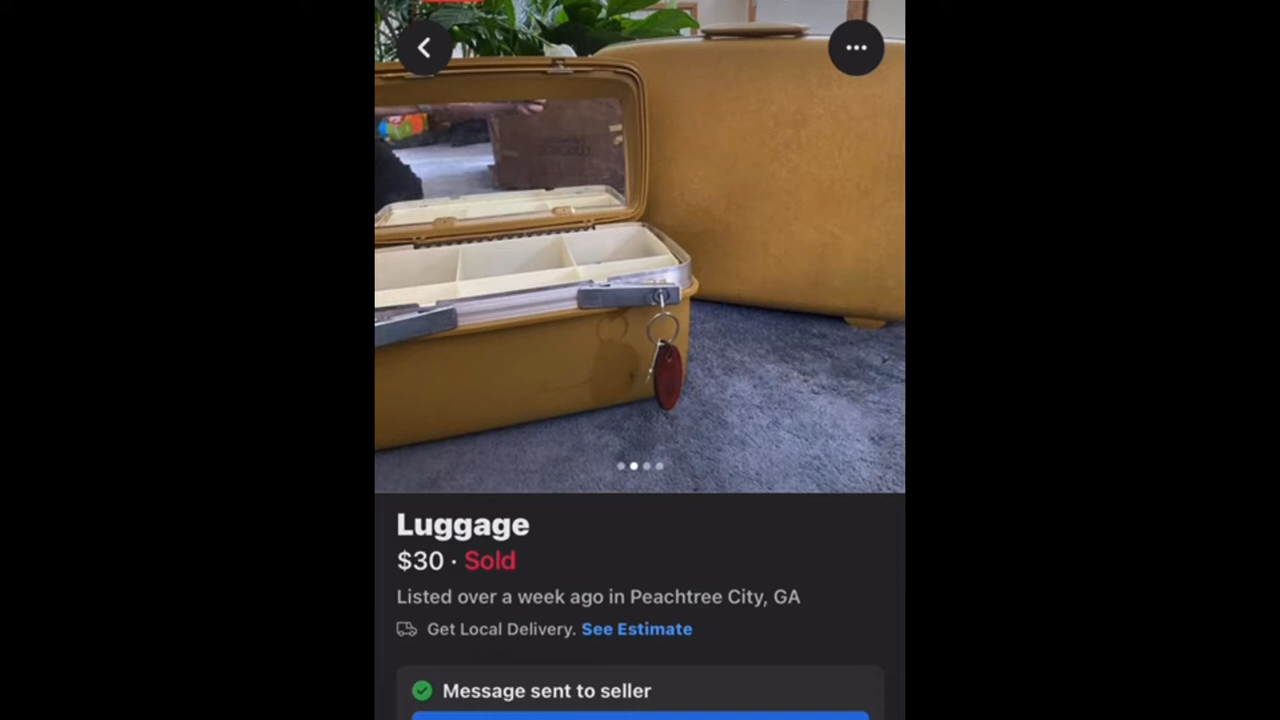 Luggage
$30 · Sold
Listed over a week ago in Peachtree City, GA
Get Local Delivery. See Estimate
Message sent to seller